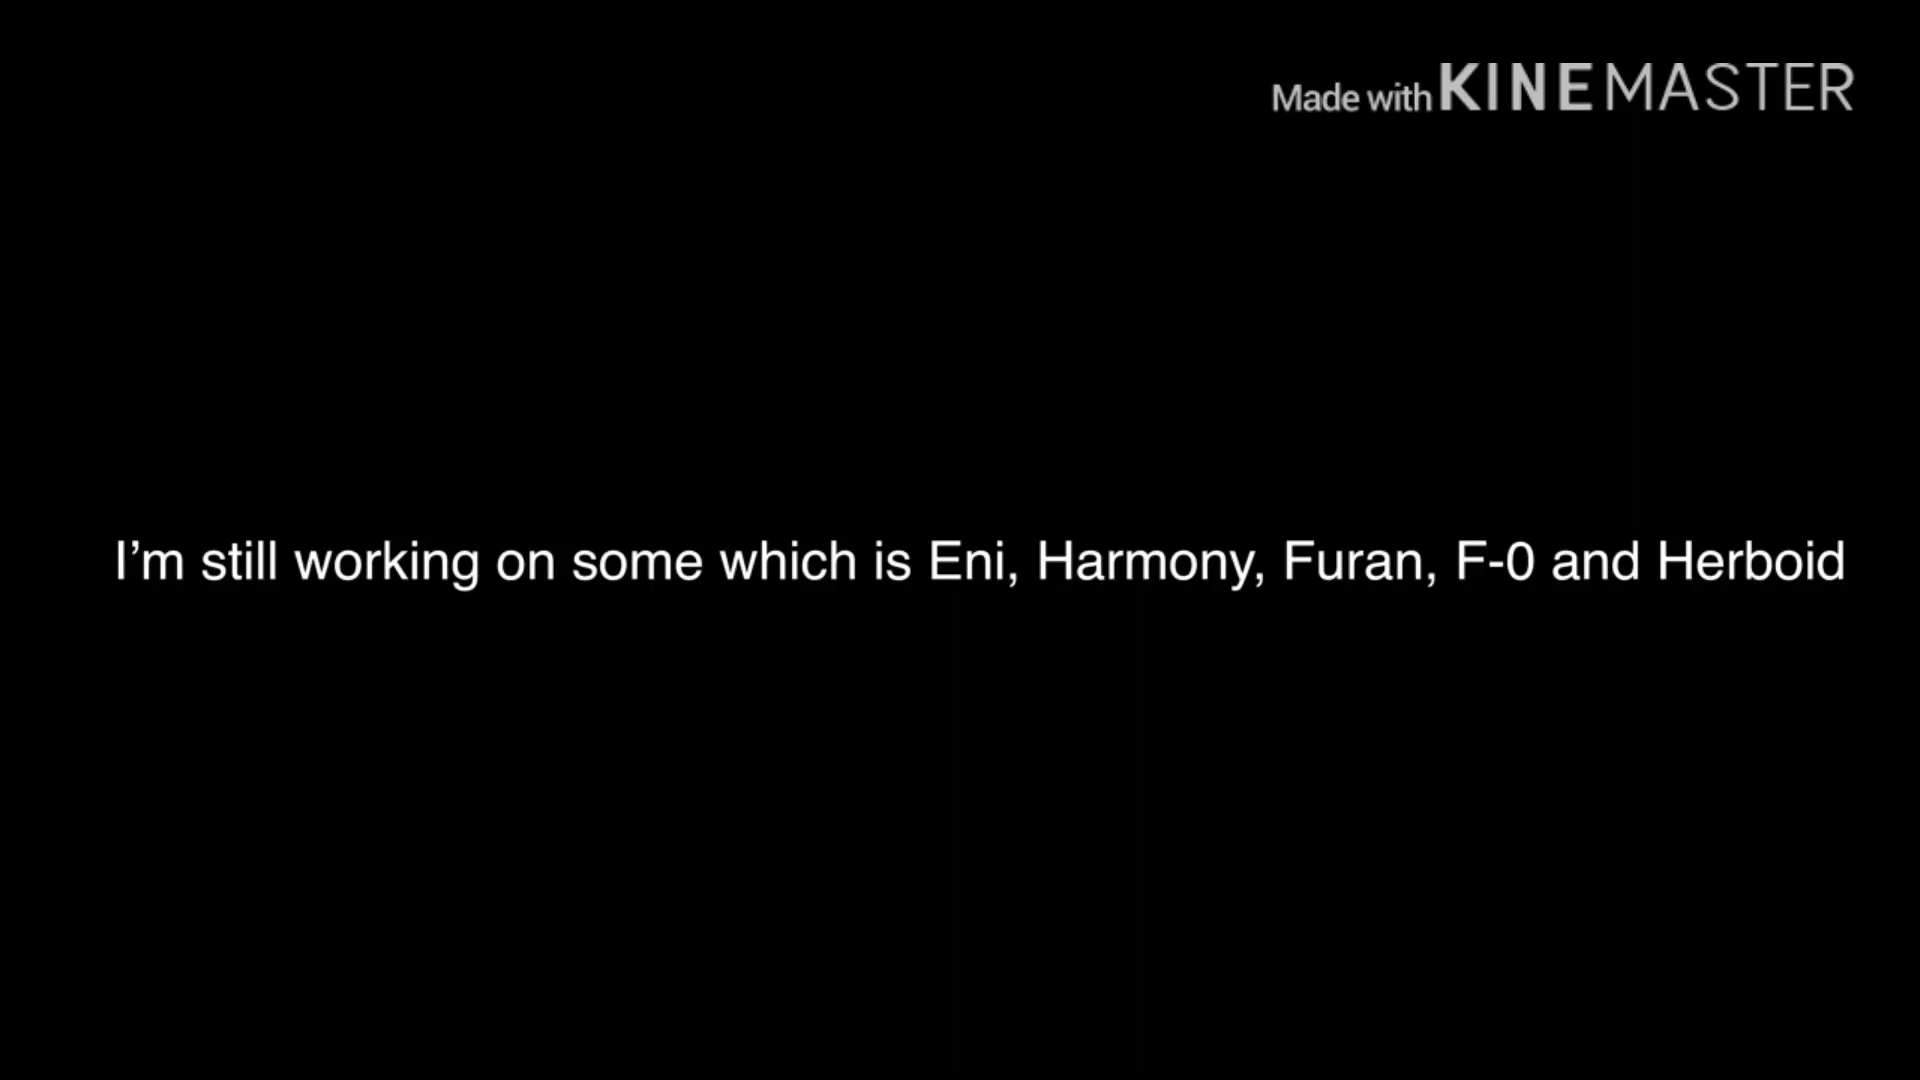 Made with KINEMASTER
I’m still working on some which is Eni, Harmony, Furan, F-0 and Herboid